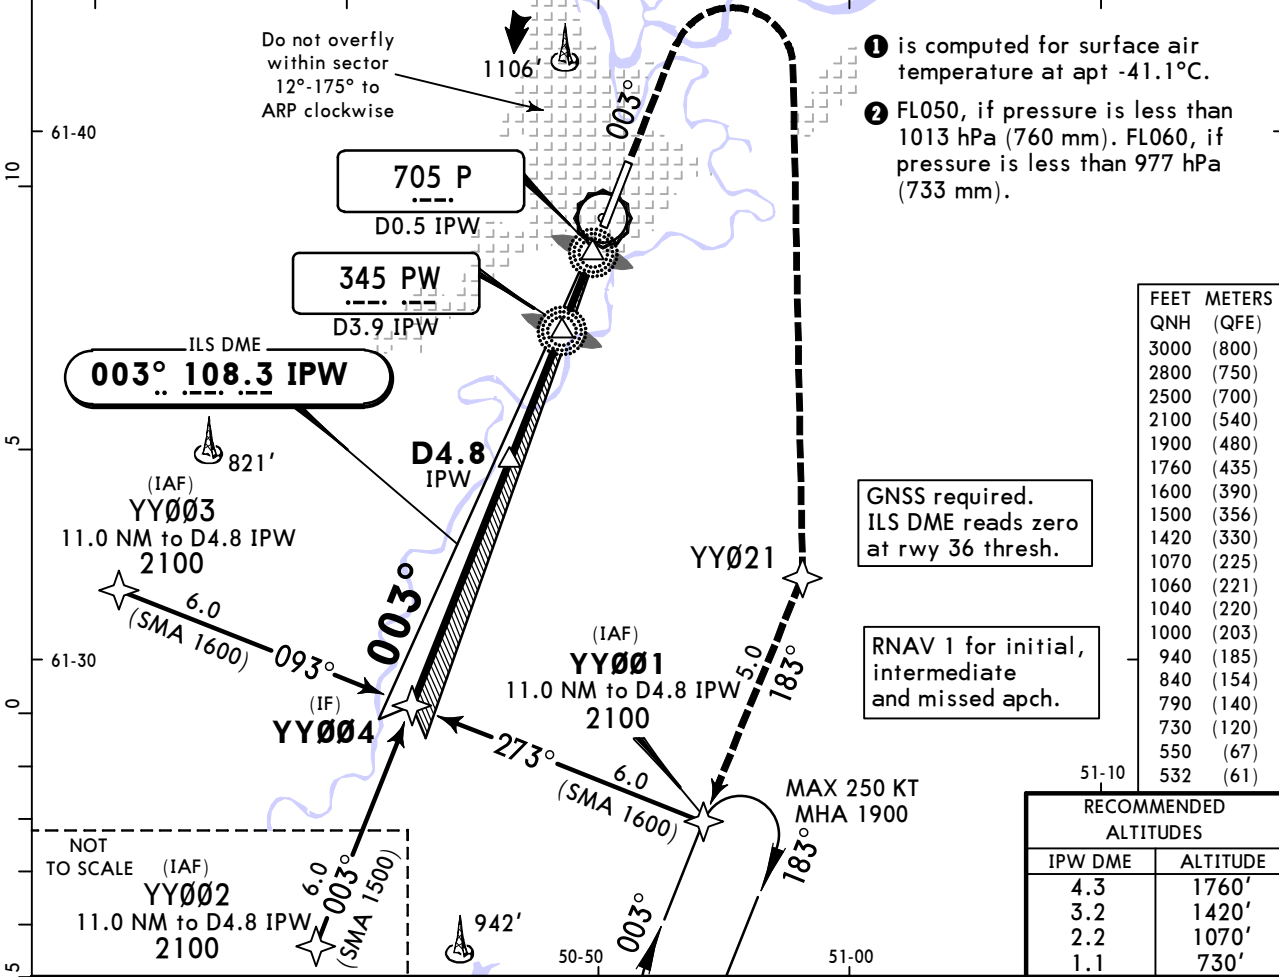 Do not overfly
within sector
12°-175° to
ARP clockwise
1106'
❶ is computed for surface air
temperature at apt -41.1°C.
❷ FL050, if pressure is less than
1013 hPa (760 mm). FL060, if
pressure is less than 977 hPa
(733 mm).
61-40
10
003°
705 P
D0.5 IPW
345 PW
D3.9 IPW
ILS DME
003° 108.3 IPW
821'
5
D4.8
IPW
(IAF)
YYØØ3
11.0 NM to D4.8 IPW
2100
6.0
(SMA 1600)
093°
003°
GNSS required.
ILS DME reads zero
at rwy 36 thresh.
YYØ21
RNAV 1 for initial,
intermediate
and missed apch.
5.0
183°
61-30
0
(IF)
YYØØ4
(IAF)
YYØØ1
11.0 NM to D4.8 IPW
2100
273°
6.0
(SMA 1600)
MAX 250 KT
MHA 1900
183°
003°
NOT
TO SCALE
(IAF)
YYØØ2
11.0 NM to D4.8 IPW
2100
6.0
003°
(SMA 1500)
942'
5
50-50
51-00
51-10
FEET METERS
QNH (QFE)
3000 (800)
2800 (750)
2500 (700)
2100 (540)
1900 (480)
1760 (435)
1600 (390)
1500 (356)
1420 (330)
1070 (225)
1060 (221)
1040 (220)
1000 (203)
940 (185)
840 (154)
790 (140)
730 (120)
550 (67)
532 (61)
RECOMMENDED
ALTITUDES
IPW DME ALTITUDE
4.3 1760'
3.2 1420'
2.2 1070'
1.1 730'